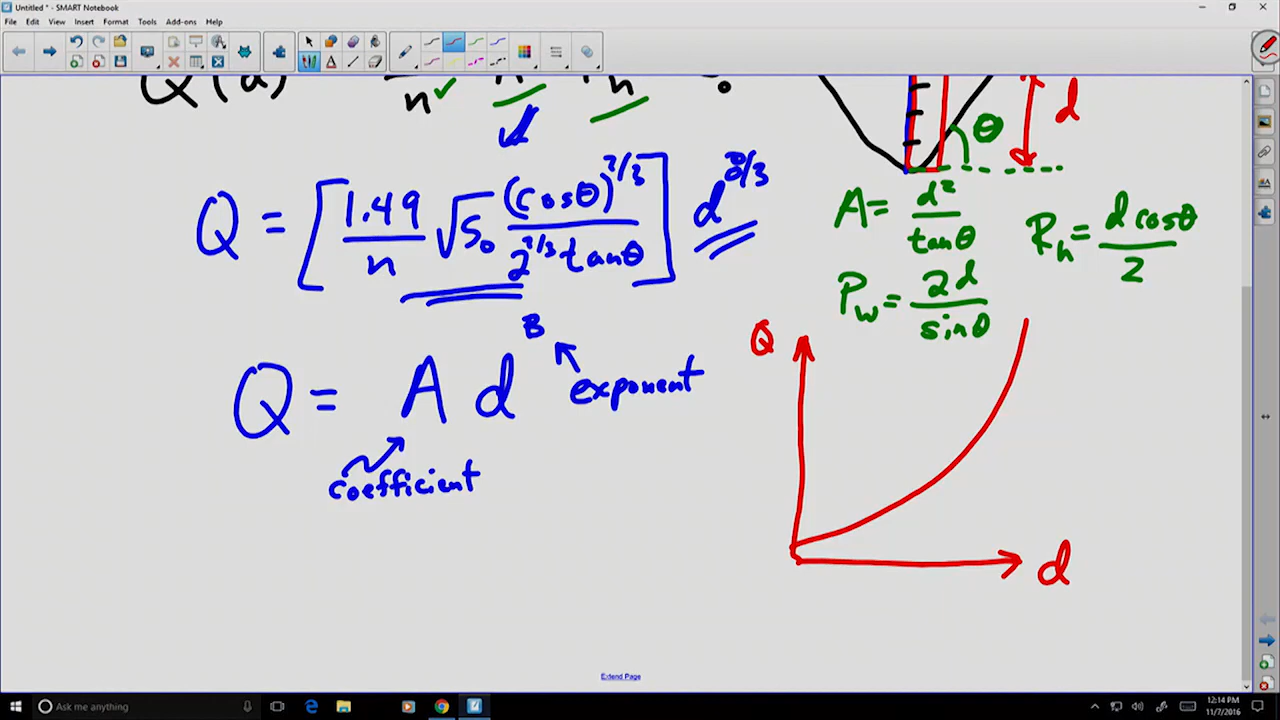 Untitled * - SMART Notebook
File Edit View Insert Format Tools Add-ons Help
Q(d)
n
d
θ
Q = [1.49/n √S₀ (cosθ)^2/3 / 2^2/3 tanθ] d^8/3
A = d²/tanθ
R_h = d cosθ/2
P_w = 2d/sinθ
Q = A d^B
exponent
coefficient
Q
d
Extend Page
Ask me anything
12:14 PM
11/7/2016